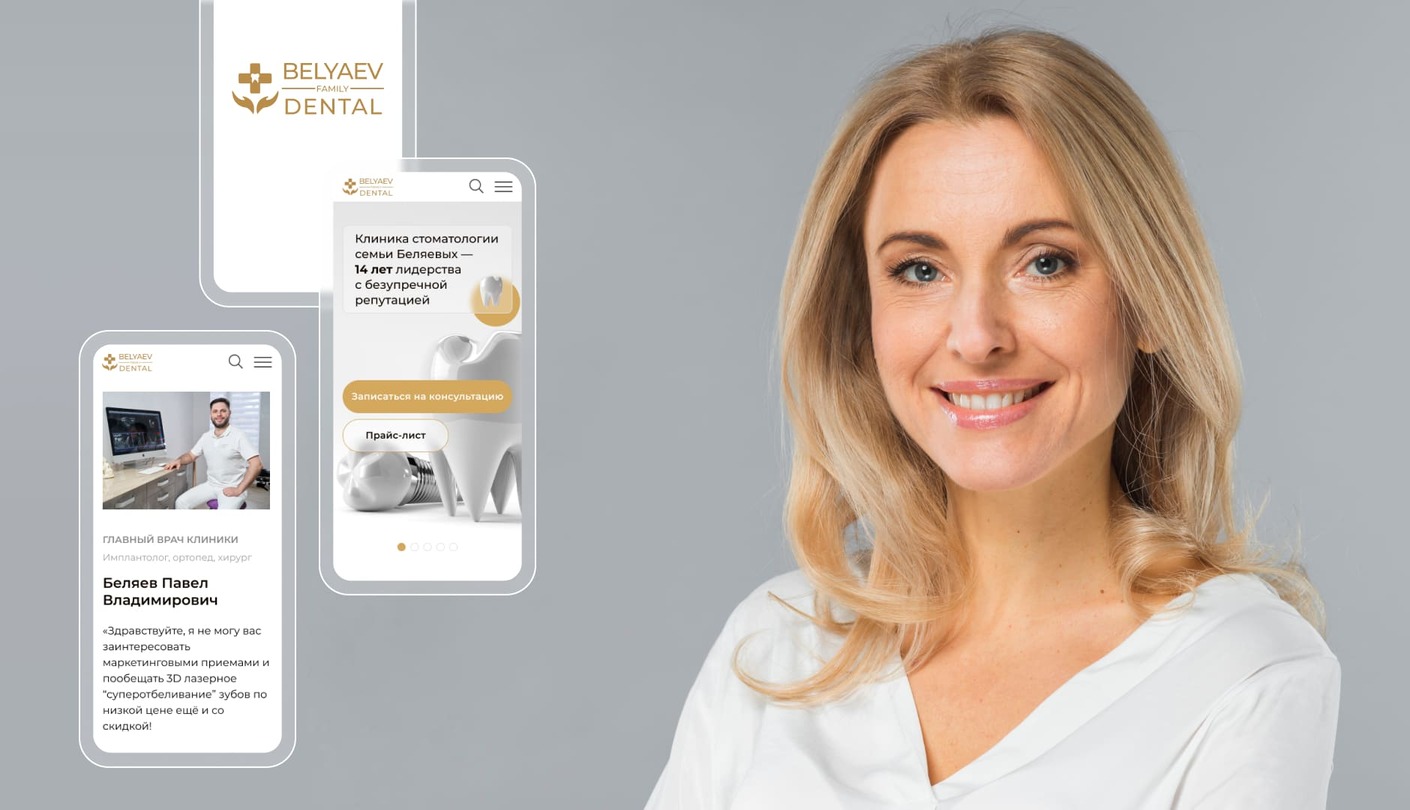 BELYAEV
FAMILY
DENTAL
BELYAEV
DENTAL
Клиника стоматологии
семьи Беляевых —
14 лет лидерства
с безупречной
репутацией
Записаться на консультацию
Прайс-лист
BELYAEV
DENTAL
ГЛАВНЫЙ ВРАЧ КЛИНИКИ
Имплантолог, ортопед, хирург
Беляев Павел
Владимирович
«Здравствуйте, я не могу вас
заинтересовать
маркетинговыми приемами и
пообещать 3D лазерное
“суперотбеливание” зубов по
низкой цене ещё и со
скидкой!